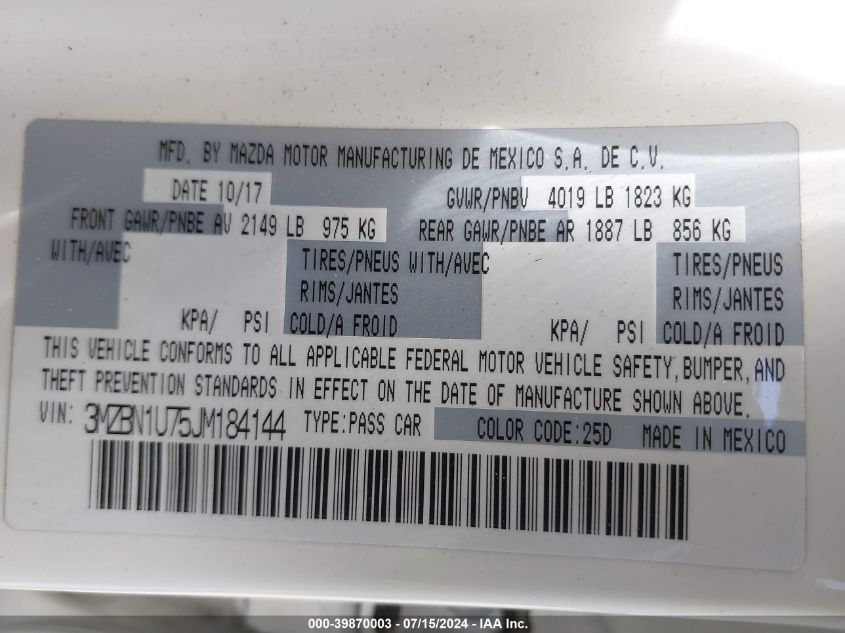 MFD. BY MAZDA MOTOR MANUFACTURING DE MEXICO S.A. DE C.V.
DATE 10/17 GVWR/PNBV 4019 LB 1823 KG
FRONT GAWR/PNBE AV 2149 LB 975 KG REAR GAWR/PNBE AR 1887 LB 856 KG
WITH/AVEC TIRES/PNEUS WITH/AVEC TIRES/PNEUS
RIMS/JANTES RIMS/JANTES
KPA/ PSI COLD/A FROID KPA/ PSI COLD/A FROID
THIS VEHICLE CONFORMS TO ALL APPLICABLE FEDERAL MOTOR VEHICLE SAFETY,BUMPER,AND
THEFT PREVENTION STANDARDS IN EFFECT ON THE DATE OF MANUFACTURE SHOWN ABOVE.
VIN: 3MZBN1U75JM184144 TYPE:PASS CAR COLOR CODE:25D MADE IN MEXICO
000-39870003 - 07/15/2024 - IAA Inc.